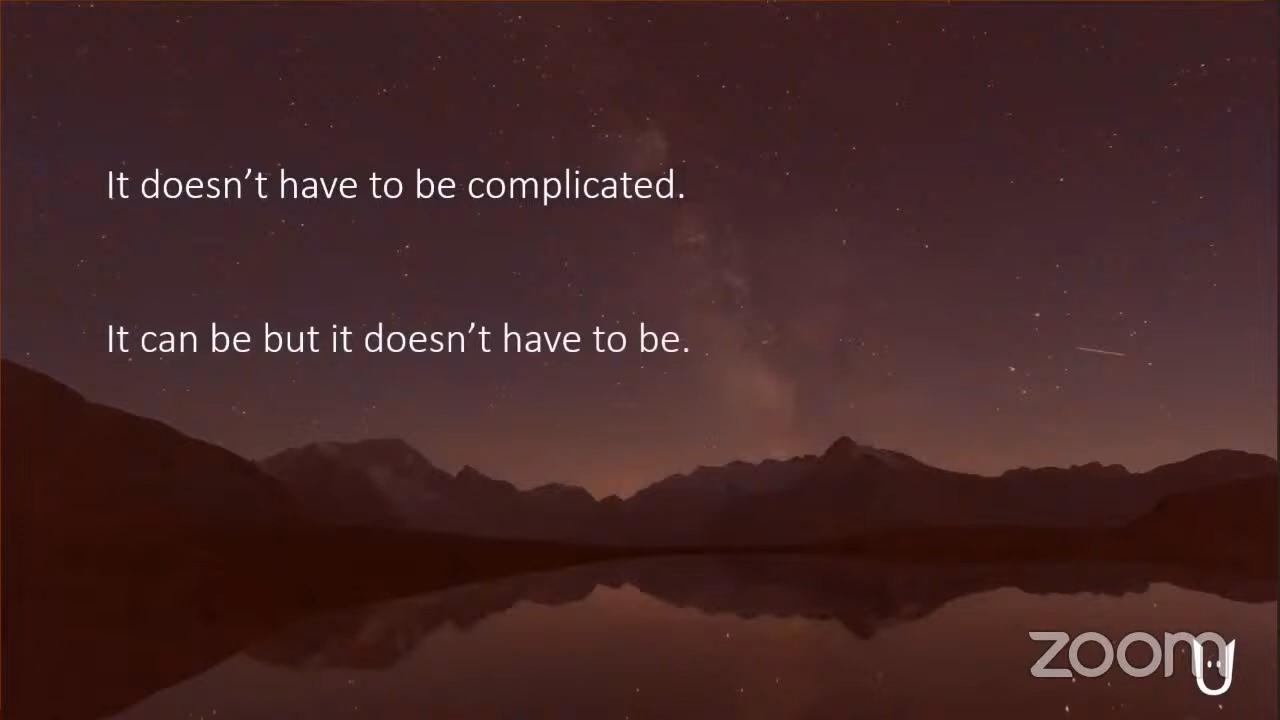 It doesn’t have to be complicated.
It can be but it doesn’t have to be.
zoom